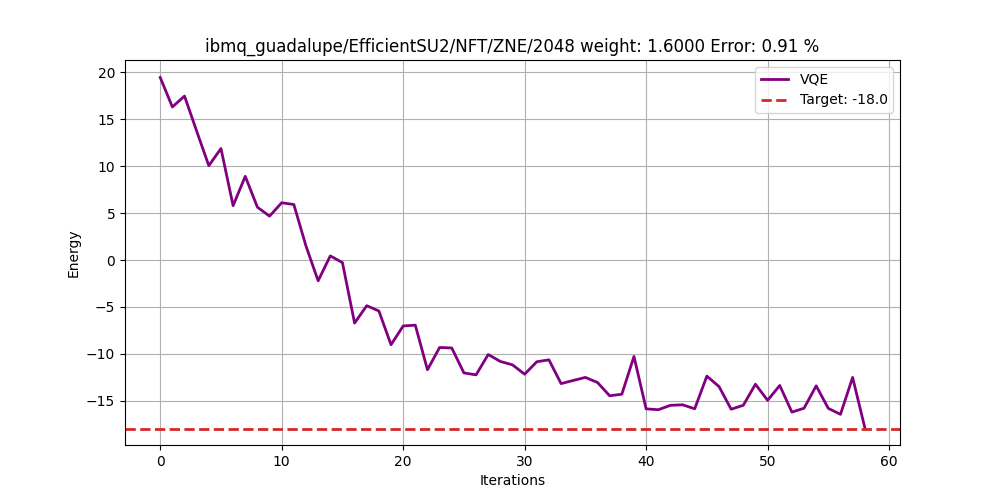 ibmq_guadalupe/EfficientSU2/NFT/ZNE/2048 weight: 1.6000 Error: 0.91 %
VQE
Target: -18.0
Energy
20
15
10
5
0
−5
−10
−15
0 10 20 30 40 50 60
Iterations